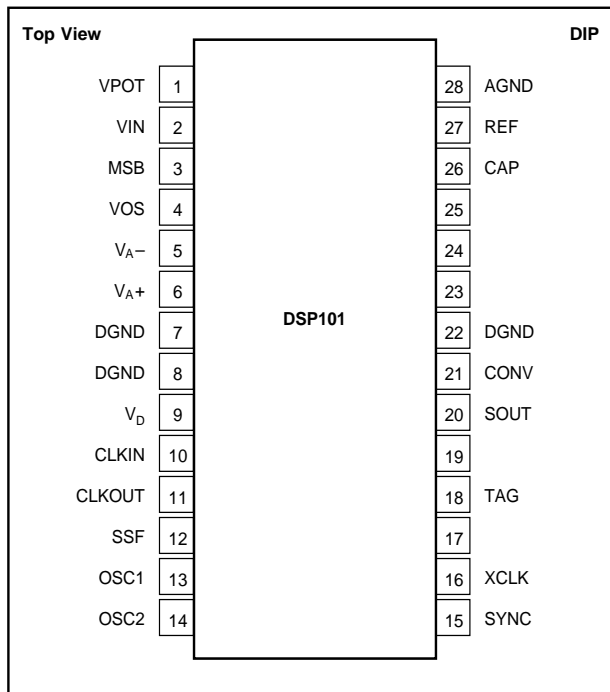 Top View DIP
VPOT 1 28 AGND
VIN 2 27 REF
MSB 3 26 CAP
VOS 4 25
VA– 5 24
VA+ 6 23
DSP101
DGND 7 22 DGND
DGND 8 21 CONV
VD 9 20 SOUT
CLKIN 10 19
CLKOUT 11 18 TAG
SSF 12 17
OSC1 13 16 XCLK
OSC2 14 15 SYNC